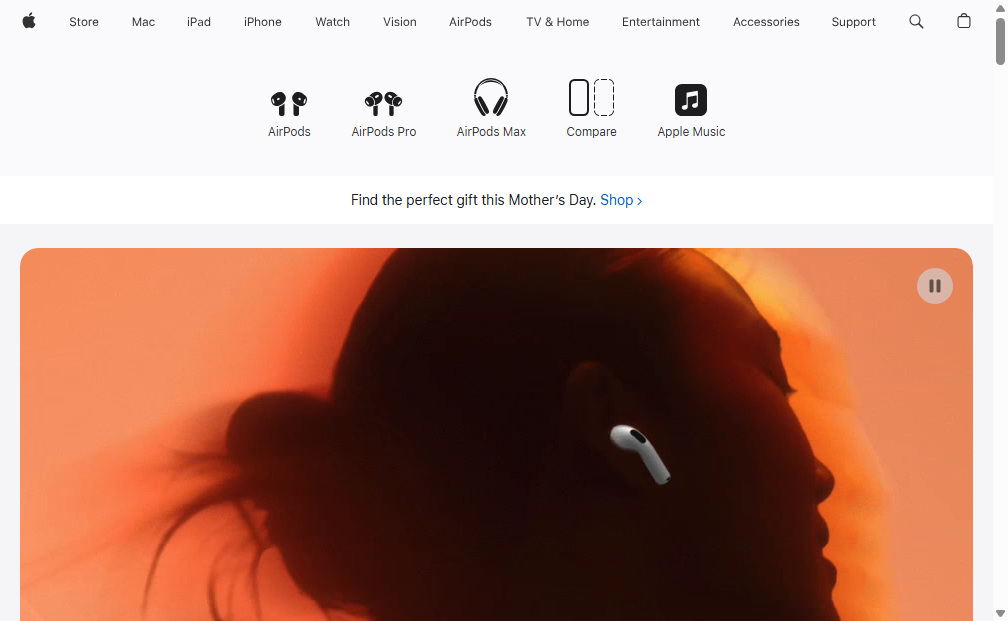 Store Mac iPad iPhone Watch Vision AirPods TV & Home Entertainment Accessories Support
AirPods AirPods Pro AirPods Max Compare Apple Music
Find the perfect gift this Mother’s Day. Shop >